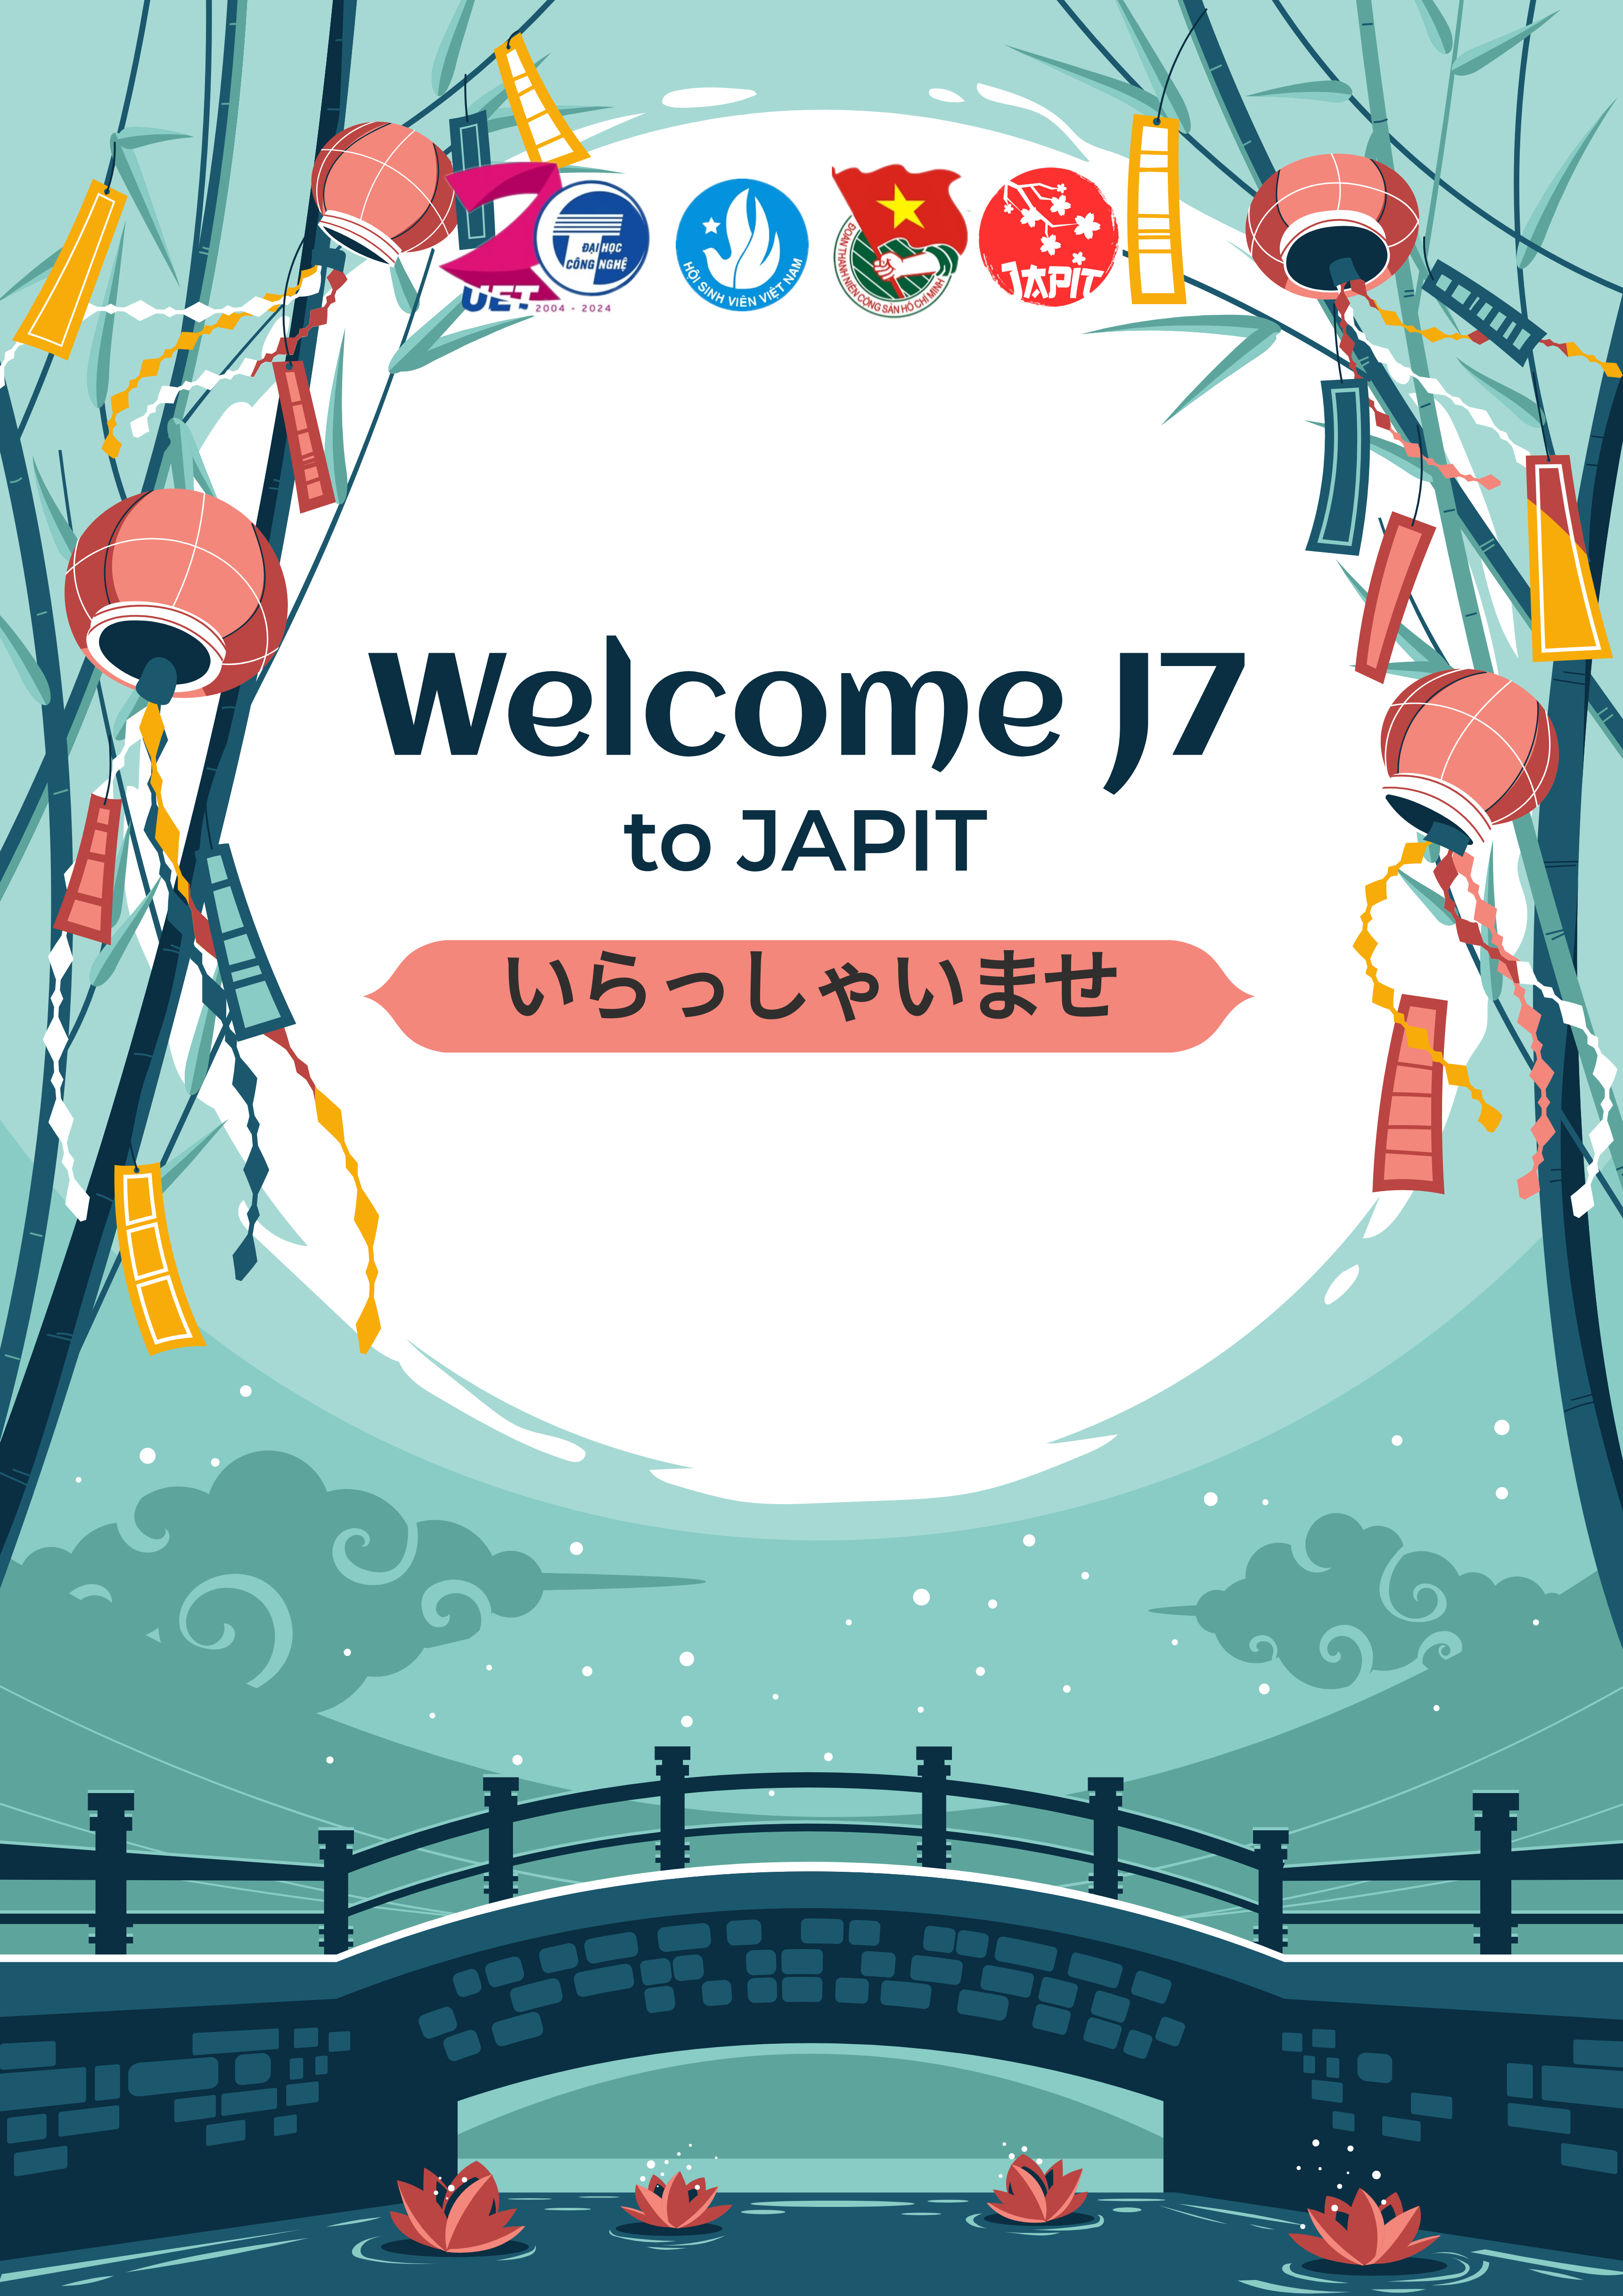 UET
ĐẠI HỌC
CÔNG NGHỆ
2004 - 2024
HỘI SINH VIÊN VIỆT NAM
ĐOÀN THANH NIÊN CỘNG SẢN HỒ CHÍ MINH
JAPIT
Welcome J7
to JAPIT
いらっしゃいませ